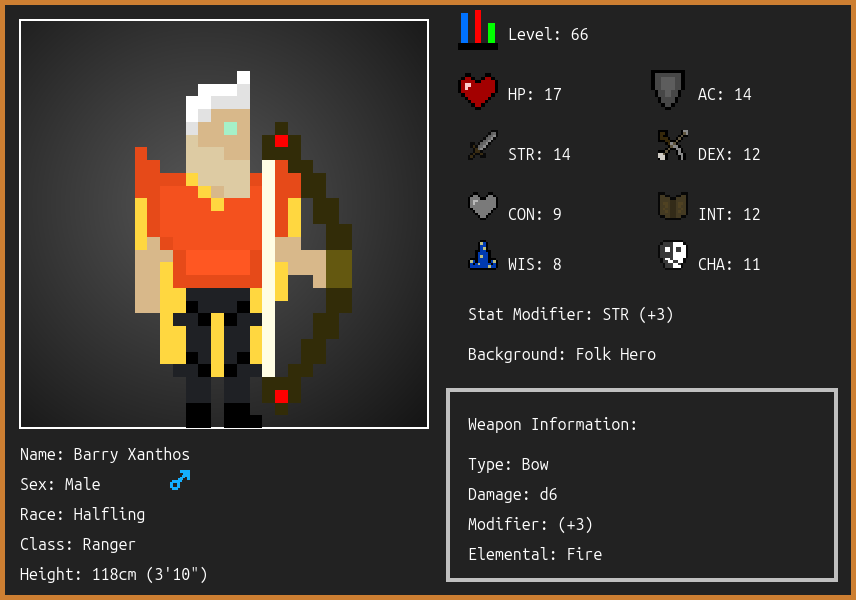 Level: 66
HP: 17
AC: 14
STR: 14
DEX: 12
CON: 9
INT: 12
WIS: 8
CHA: 11
Stat Modifier: STR (+3)
Background: Folk Hero
Weapon Information:
Type: Bow
Damage: d6
Modifier: (+3)
Elemental: Fire
Name: Barry Xanthos
Sex: Male
Race: Halfling
Class: Ranger
Height: 118cm (3'10")